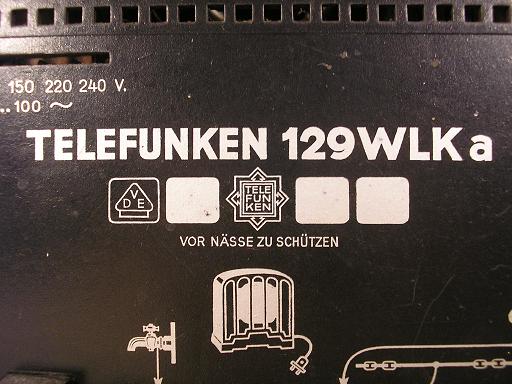 150 220 240 V.
..100 ~
TELEFUNKEN 129WLK a
VDE
TELE
FUN
KEN
VOR NÄSSE ZU SCHÜTZEN